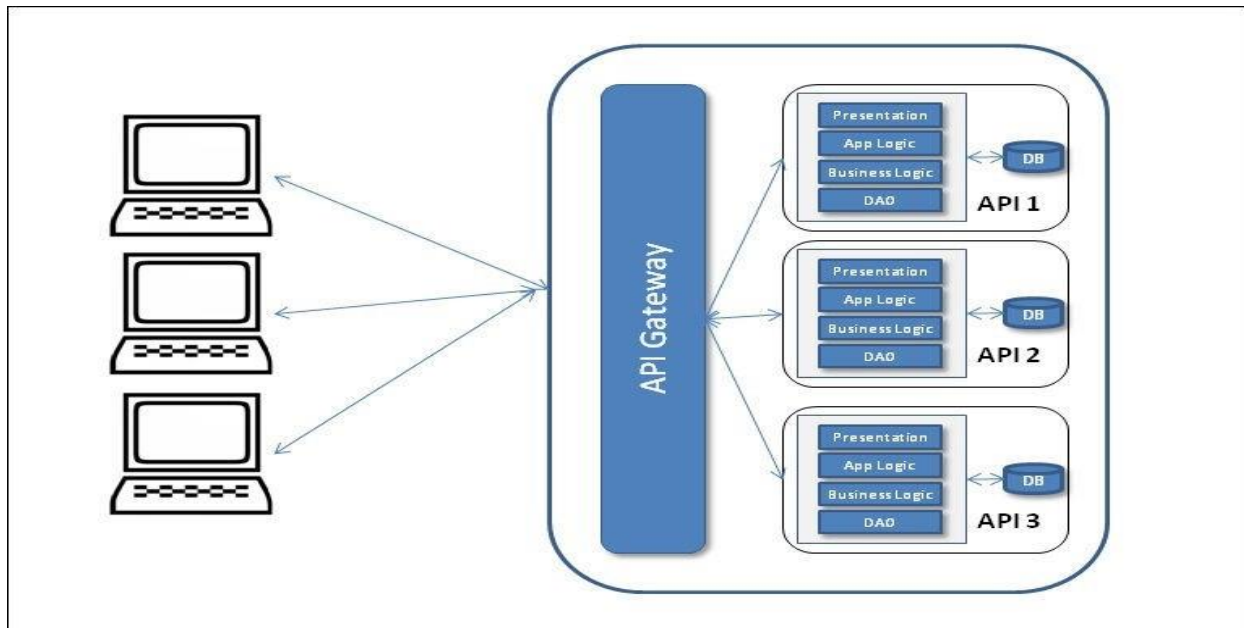 API Gateway
Presentation
App Logic
Business Logic
DAO
DB
API 1
Presentation
App Logic
Business Logic
DAO
DB
API 2
Presentation
App Logic
Business Logic
DAO
DB
API 3